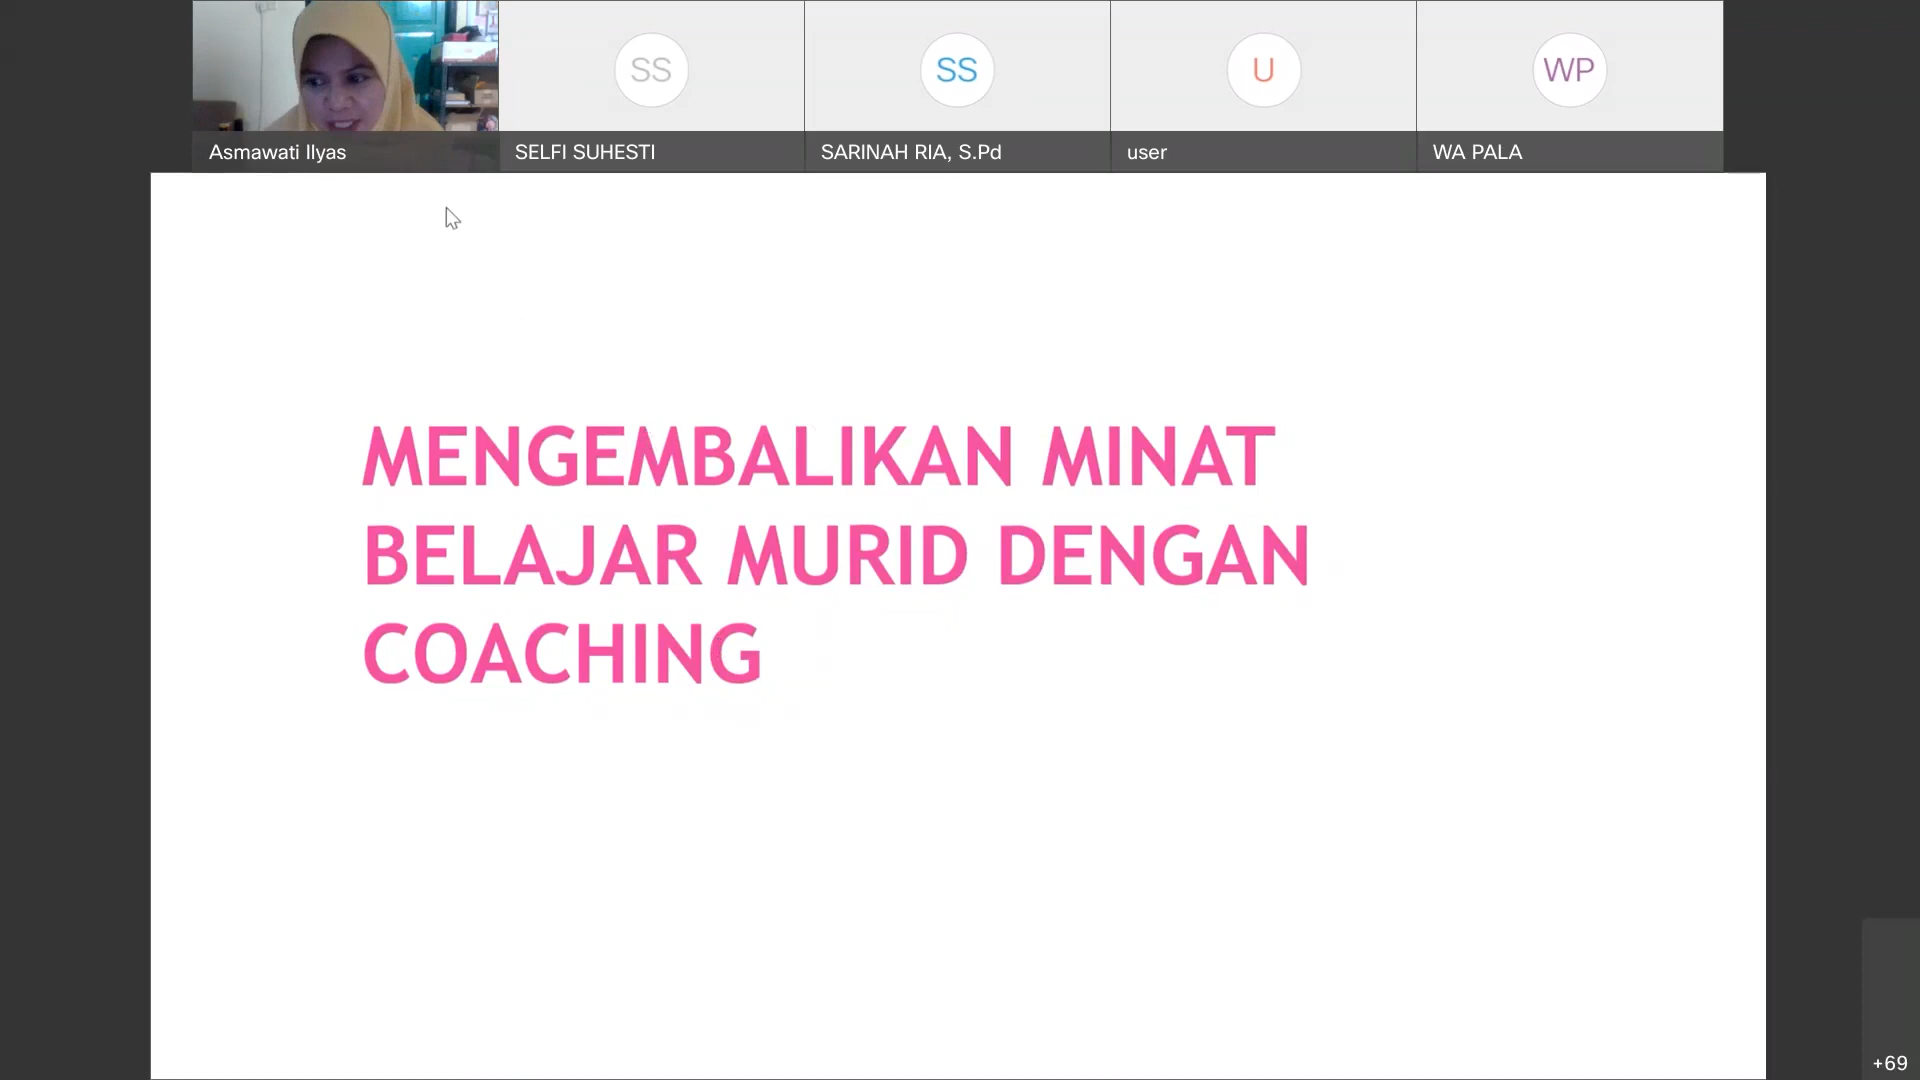 SS
SS
U
WP
Asmawati Ilyas
SELFI SUHESTI
SARINAH RIA, S.Pd
user
WA PALA
MENGEMBALIKAN MINAT
BELAJAR MURID DENGAN
COACHING
+69